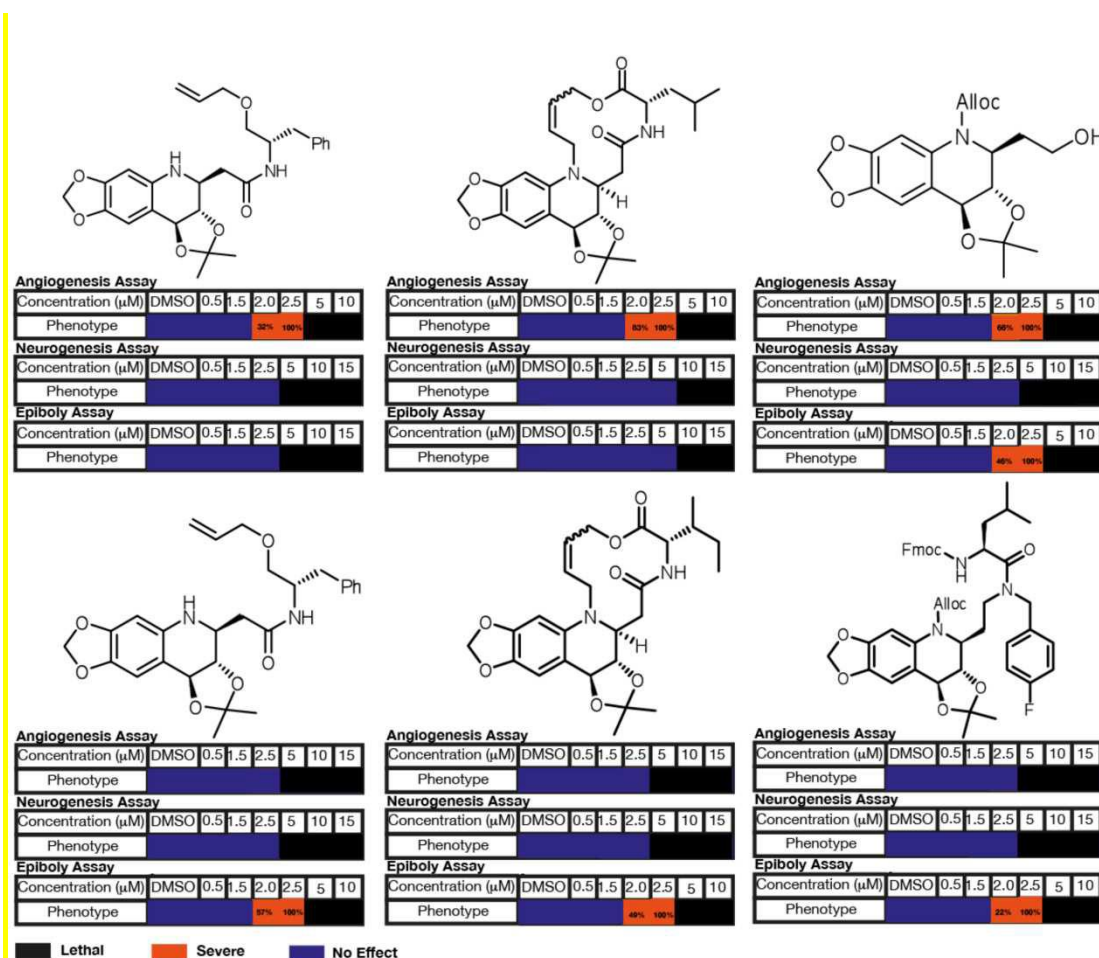 O
O
H
N
O
N
H
O
Ph
O
O
O
O
N
O
O
O
NH
H
O
O
O
O
Alloc
N
OH
O
O
Angiogenesis Assay
Concentration (μM) DMSO 0.5 1.5 2.0 2.5 5 10
Phenotype 32% 100%
Neurogenesis Assay
Concentration (μM) DMSO 0.5 1.5 2.5 5 10 15
Phenotype
Epiboly Assay
Concentration (μM) DMSO 0.5 1.5 2.5 5 10 15
Phenotype
Angiogenesis Assay
Concentration (μM) DMSO 0.5 1.5 2.0 2.5 5 10
Phenotype 83% 100%
Neurogenesis Assay
Concentration (μM) DMSO 0.5 1.5 2.5 5 10 15
Phenotype
Epiboly Assay
Concentration (μM) DMSO 0.5 1.5 2.5 5 10 15
Phenotype
Angiogenesis Assay
Concentration (μM) DMSO 0.5 1.5 2.0 2.5 5 10
Phenotype 66% 100%
Neurogenesis Assay
Concentration (μM) DMSO 0.5 1.5 2.5 5 10 15
Phenotype
Epiboly Assay
Concentration (μM) DMSO 0.5 1.5 2.0 2.5 5 10
Phenotype 46% 100%
O
O
H
N
O
NH
O
Ph
O
O
O
O
N
O
O
O
NH
H
O
O
Fmoc
N
H
O
N
Alloc
N
O
O
O
O
F
Angiogenesis Assay
Concentration (μM) DMSO 0.5 1.5 2.5 5 10 15
Phenotype
Neurogenesis Assay
Concentration (μM) DMSO 0.5 1.5 2.5 5 10 15
Phenotype
Epiboly Assay
Concentration (μM) DMSO 0.5 1.5 2.0 2.5 5 10
Phenotype 57% 100%
Angiogenesis Assay
Concentration (μM) DMSO 0.5 1.5 2.5 5 10 15
Phenotype
Neurogenesis Assay
Concentration (μM) DMSO 0.5 1.5 2.5 5 10 15
Phenotype
Epiboly Assay
Concentration (μM) DMSO 0.5 1.5 2.0 2.5 5 10
Phenotype 49% 100%
Angiogenesis Assay
Concentration (μM) DMSO 0.5 1.5 2.5 5 10 15
Phenotype
Neurogenesis Assay
Concentration (μM) DMSO 0.5 1.5 2.5 5 10 15
Phenotype
Epiboly Assay
Concentration (μM) DMSO 0.5 1.5 2.0 2.5 5 10
Phenotype 22% 100%
Lethal Severe No Effect